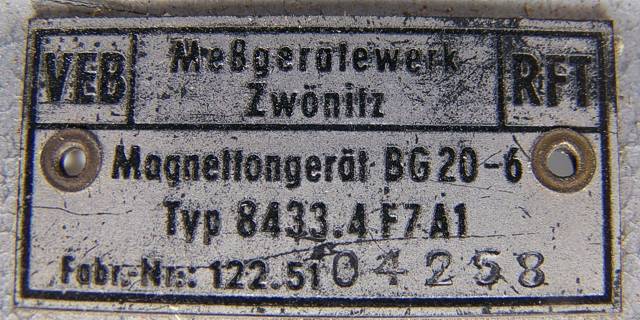 VEB Meßgerätewerk RFT
Zwönitz
Magnettongerät BG 20-6
Typ 8433.4 F7A1
Fabr.-Nr.: 122.51 04258